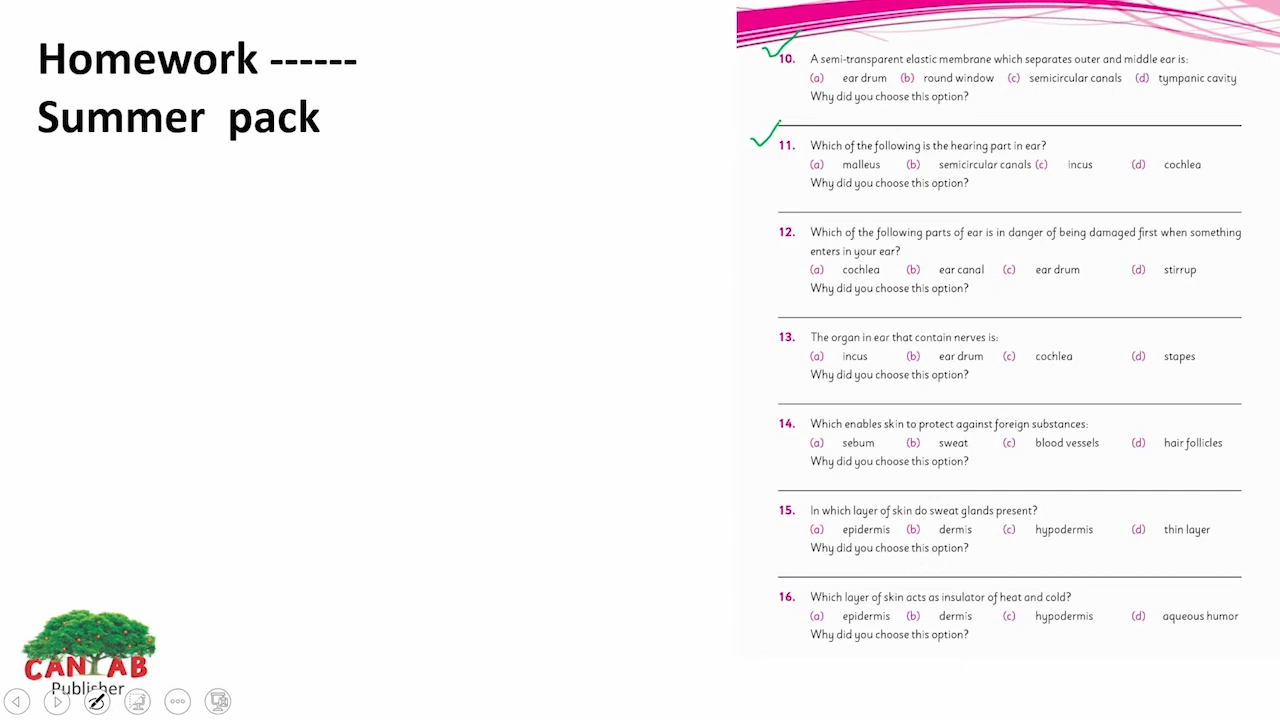 Homework ------
Summer pack
10. A semi-transparent elastic membrane which separates outer and middle ear is:
(a) ear drum (b) round window (c) semicircular canals (d) tympanic cavity
Why did you choose this option?
11. Which of the following is the hearing part in ear?
(a) malleus (b) semicircular canals (c) incus (d) cochlea
Why did you choose this option?
12. Which of the following parts of ear is in danger of being damaged first when something
enters in your ear?
(a) cochlea (b) ear canal (c) ear drum (d) stirrup
Why did you choose this option?
13. The organ in ear that contain nerves is:
(a) incus (b) ear drum (c) cochlea (d) stapes
Why did you choose this option?
14. Which enables skin to protect against foreign substances:
(a) sebum (b) sweat (c) blood vessels (d) hair follicles
Why did you choose this option?
15. In which layer of skin do sweat glands present?
(a) epidermis (b) dermis (c) hypodermis (d) thin layer
Why did you choose this option?
16. Which layer of skin acts as insulator of heat and cold?
(a) epidermis (b) dermis (c) hypodermis (d) aqueous humor
Why did you choose this option?
CANTAB
Publisher